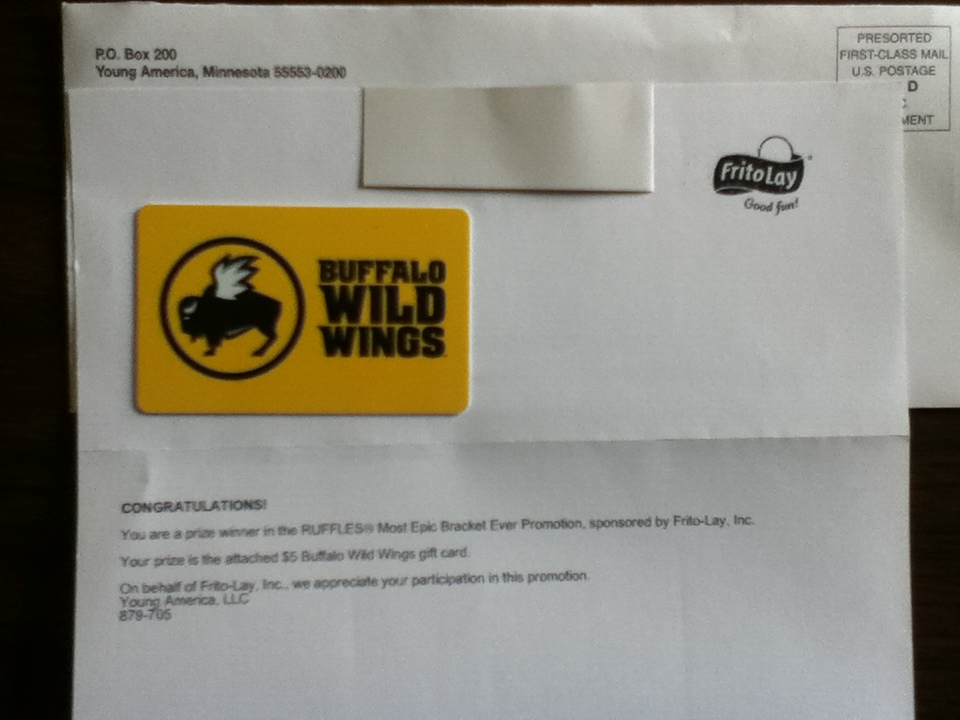 P.O. Box 200
Young America, Minnesota 55553-0200
PRESORTED
FIRST-CLASS MAIL
U.S. POSTAGE
D
C
MENT
FritoLay
Good fun!
BUFFALO
WILD
WINGS
CONGRATULATIONS!
You are a prize winner in the RUFFLES® Most Epic Bracket Ever Promotion, sponsored by Frito-Lay, Inc.
Your prize is the attached $5 Buffalo Wild Wings gift card.
On behalf of Frito-Lay, Inc., we appreciate your participation in this promotion.
Young America, LLC
879-705